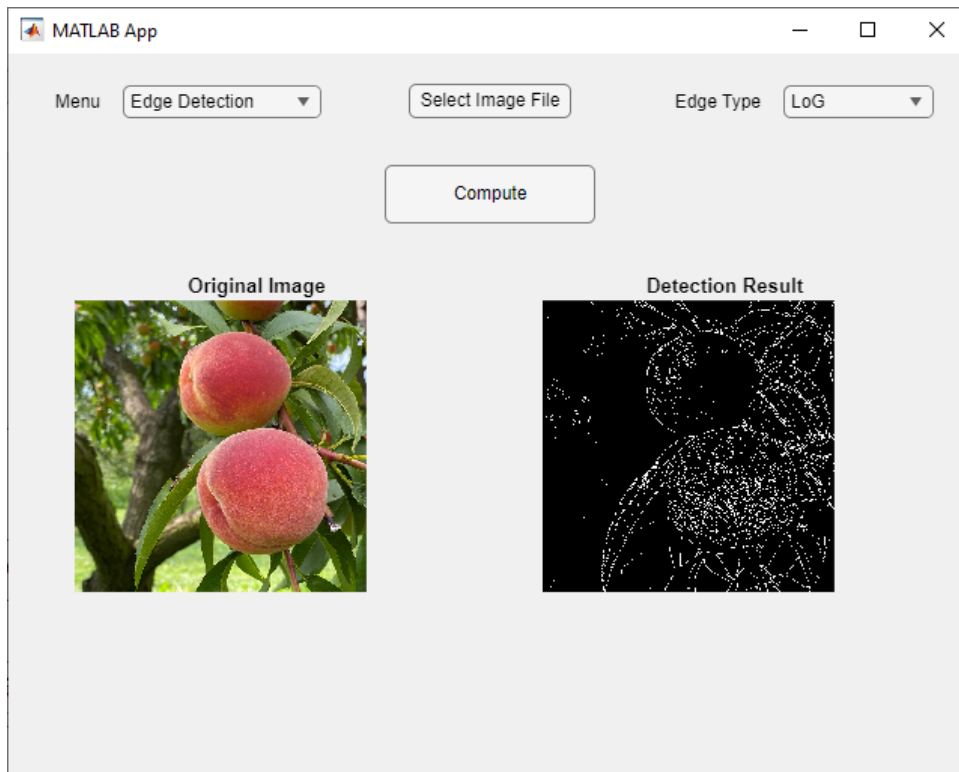 MATLAB App
Menu Edge Detection Select Image File Edge Type LoG
Compute
Original Image Detection Result